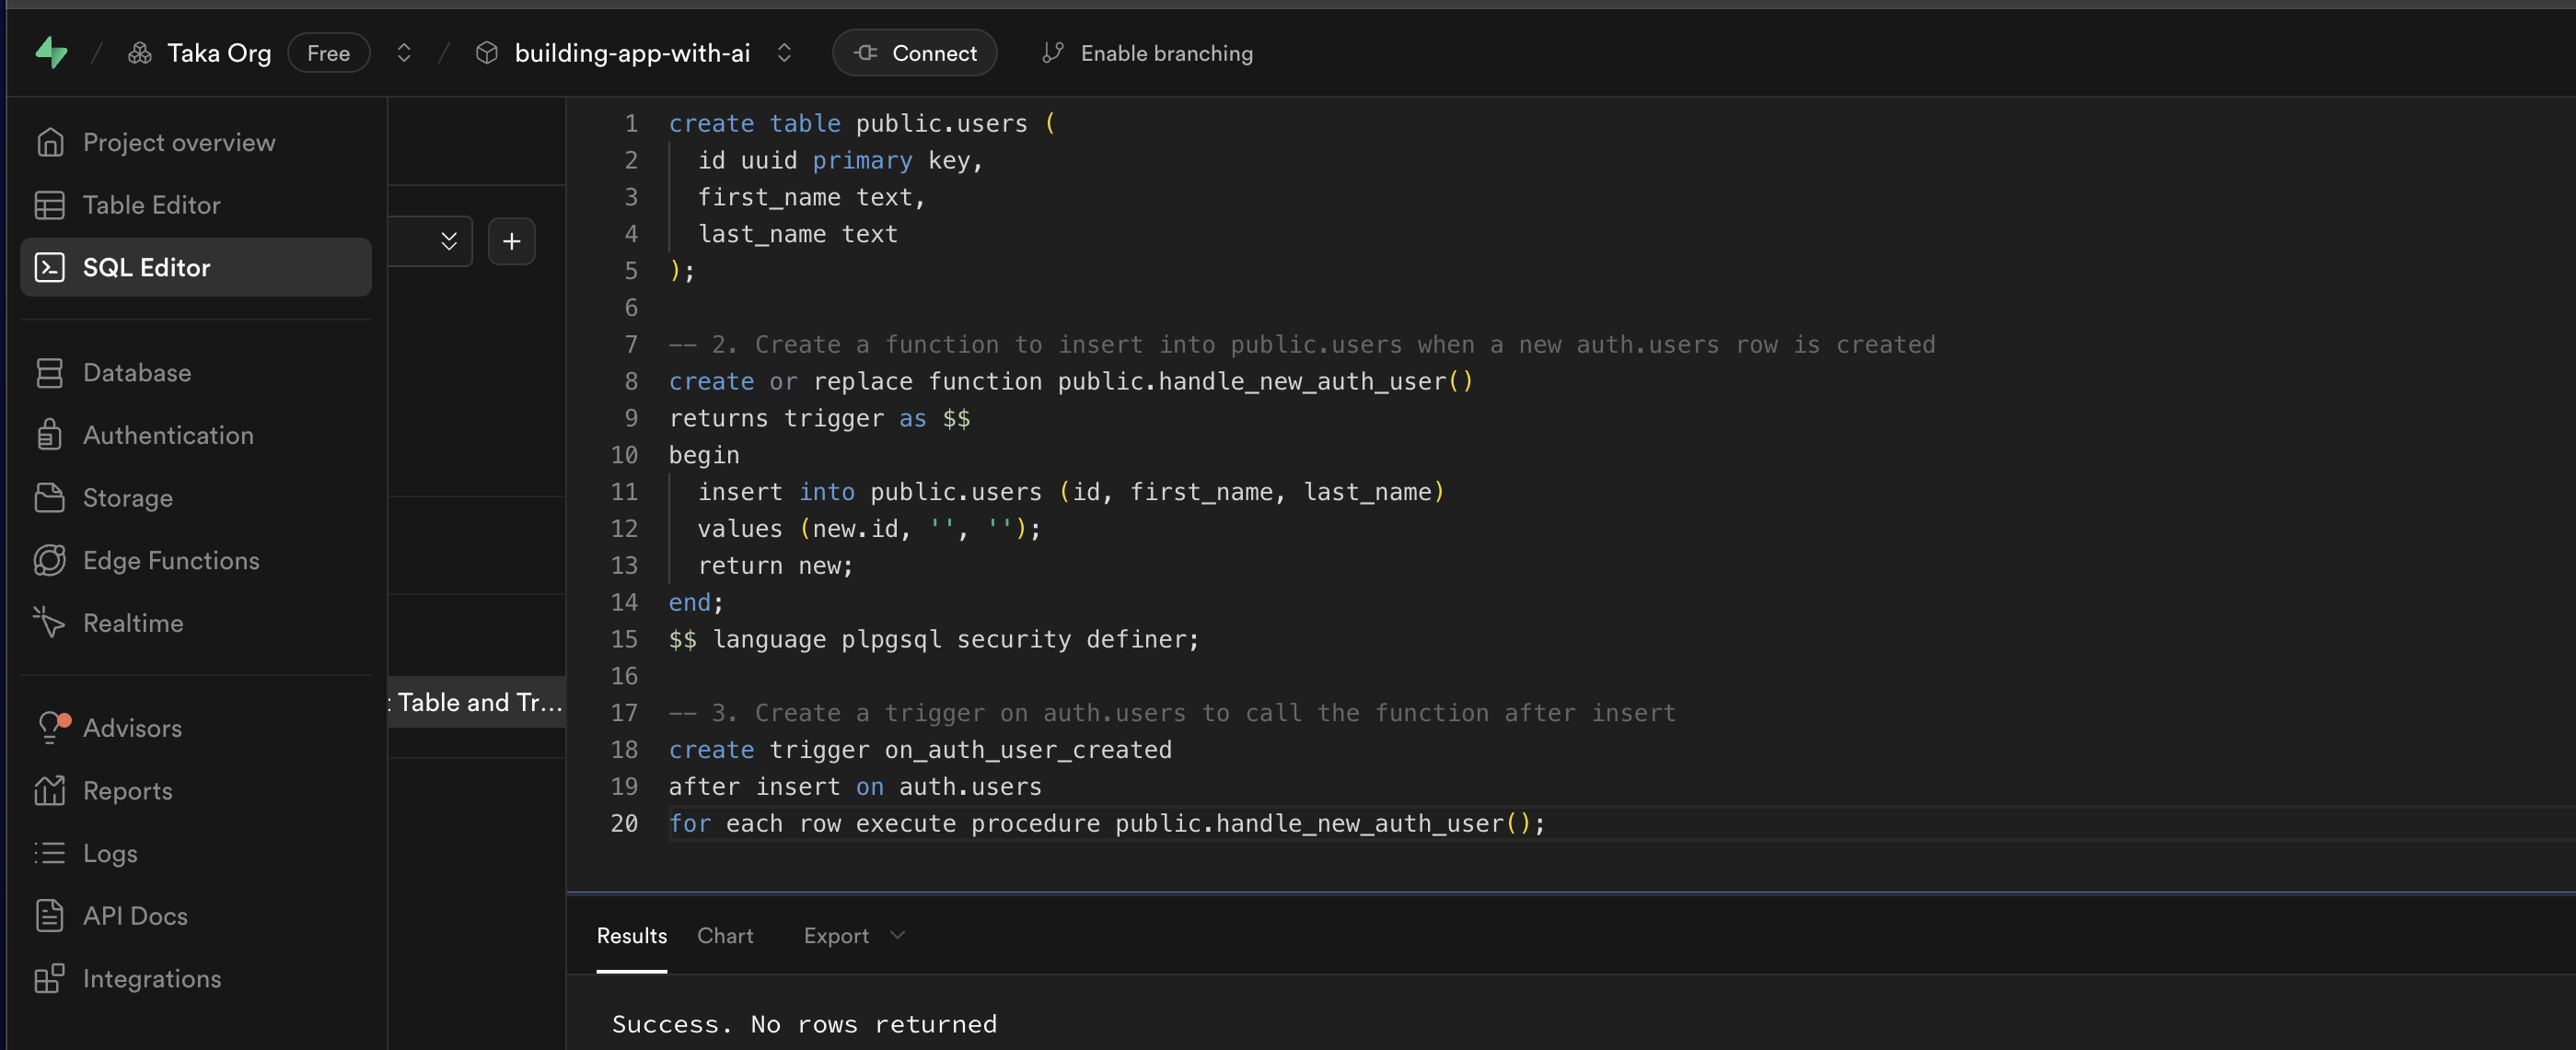 Taka Org Free building-app-with-ai Connect Enable branching
Project overview
Table Editor
SQL Editor
Database
Authentication
Storage
Edge Functions
Realtime
Advisors
Reports
Logs
API Docs
Integrations
: Table and Tr...
1 create table public.users (
2 id uuid primary key,
3 first_name text,
4 last_name text
5 );
6
7 -- 2. Create a function to insert into public.users when a new auth.users row is created
8 create or replace function public.handle_new_auth_user()
9 returns trigger as $$
10 begin
11 insert into public.users (id, first_name, last_name)
12 values (new.id, '', '');
13 return new;
14 end;
15 $$ language plpgsql security definer;
16
17 -- 3. Create a trigger on auth.users to call the function after insert
18 create trigger on_auth_user_created
19 after insert on auth.users
20 for each row execute procedure public.handle_new_auth_user();
Results Chart Export
Success. No rows returned